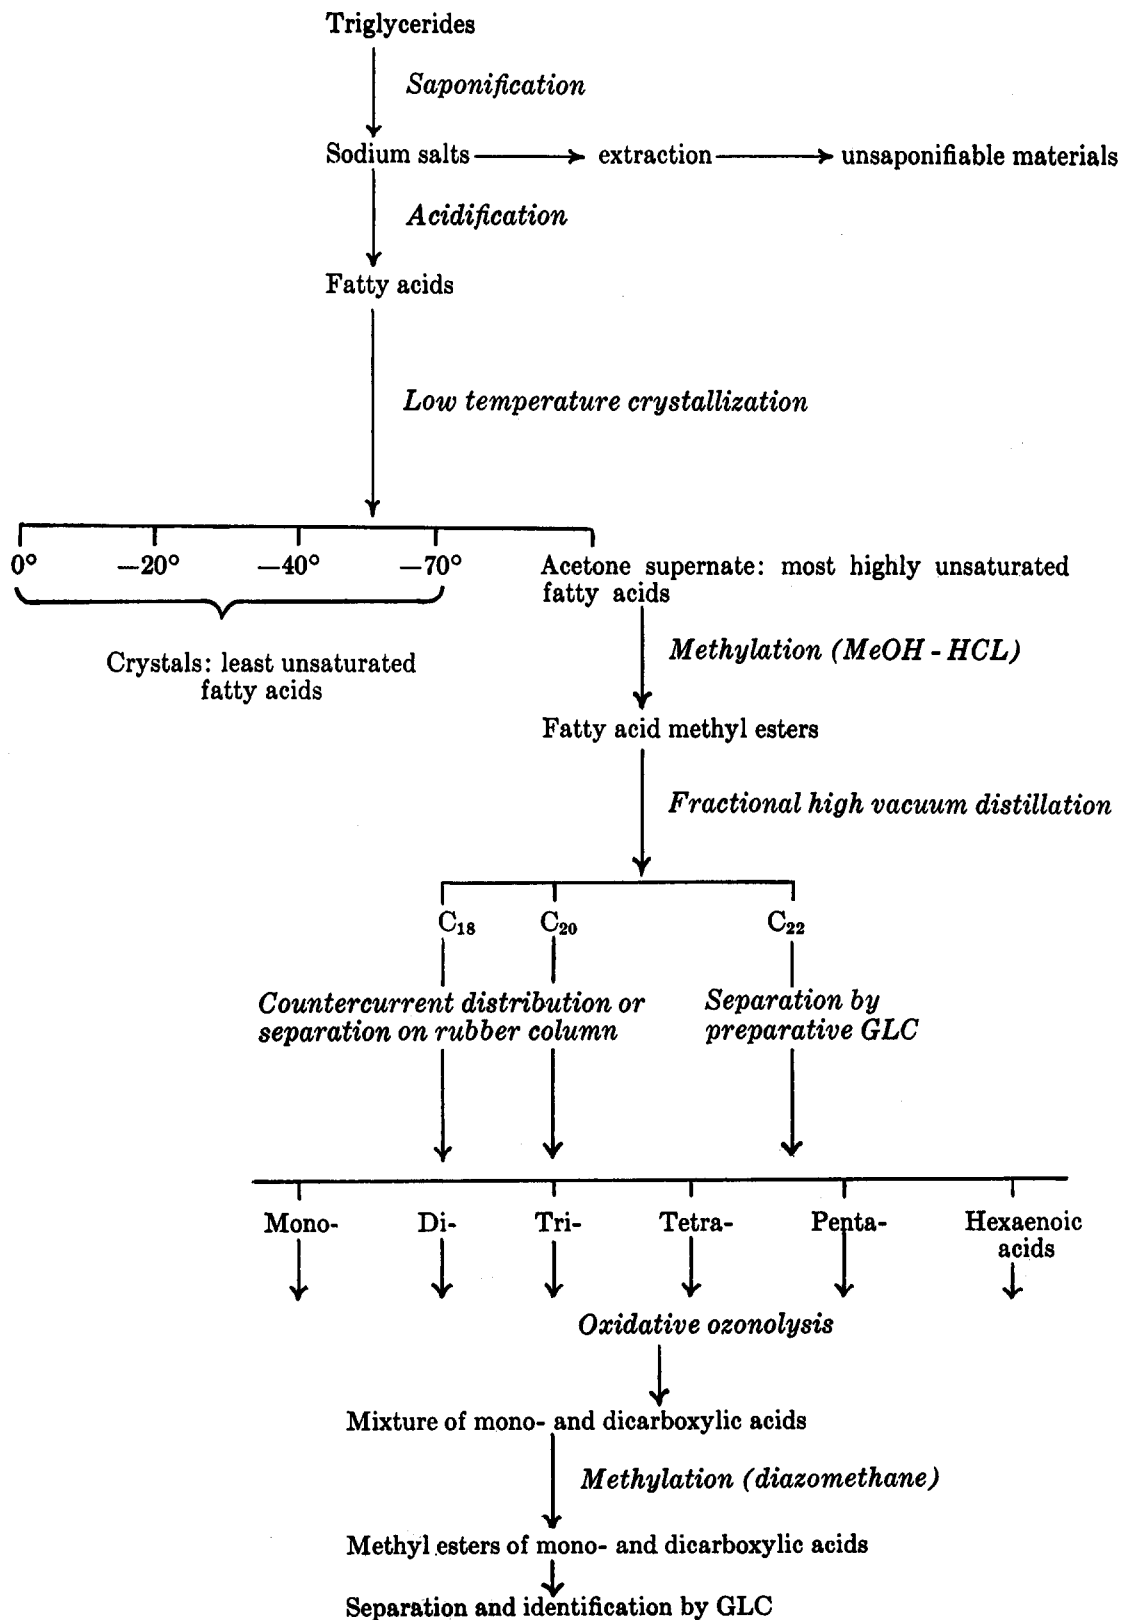 Triglycerides
Saponification
Sodium salts extraction unsaponifiable materials
Acidification
Fatty acids
Low temperature crystallization
0° —20° —40° —70°
Acetone supernate: most highly unsaturated
fatty acids
Crystals: least unsaturated
fatty acids
Methylation (MeOH - HCL)
Fatty acid methyl esters
Fractional high vacuum distillation
C₁₈ C₂₀ C₂₂
Countercurrent distribution or
separation on rubber column
Separation by
preparative GLC
Mono- Di- Tri- Tetra- Penta- Hexaenoic
acids
Oxidative ozonolysis
Mixture of mono- and dicarboxylic acids
Methylation (diazomethane)
Methyl esters of mono- and dicarboxylic acids
Separation and identification by GLC